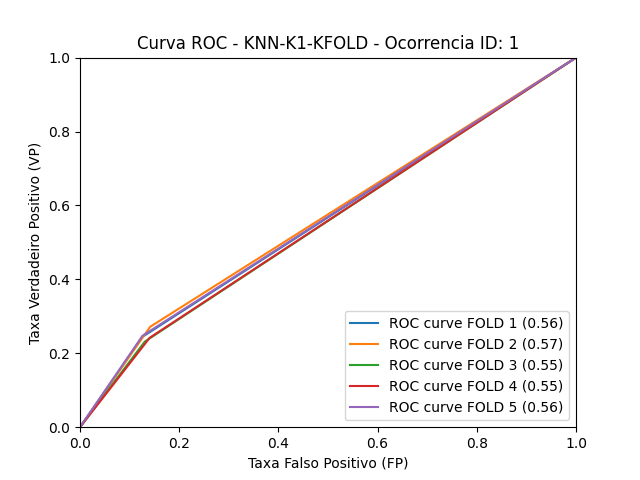 Curva ROC - KNN-K1-KFOLD - Ocorrencia ID: 1
Taxa Verdadeiro Positivo (VP)
1.0
0.8
0.6
0.4
0.2
0.0
ROC curve FOLD 1 (0.56)
ROC curve FOLD 2 (0.57)
ROC curve FOLD 3 (0.55)
ROC curve FOLD 4 (0.55)
ROC curve FOLD 5 (0.56)
0.0 0.2 0.4 0.6 0.8 1.0
Taxa Falso Positivo (FP)